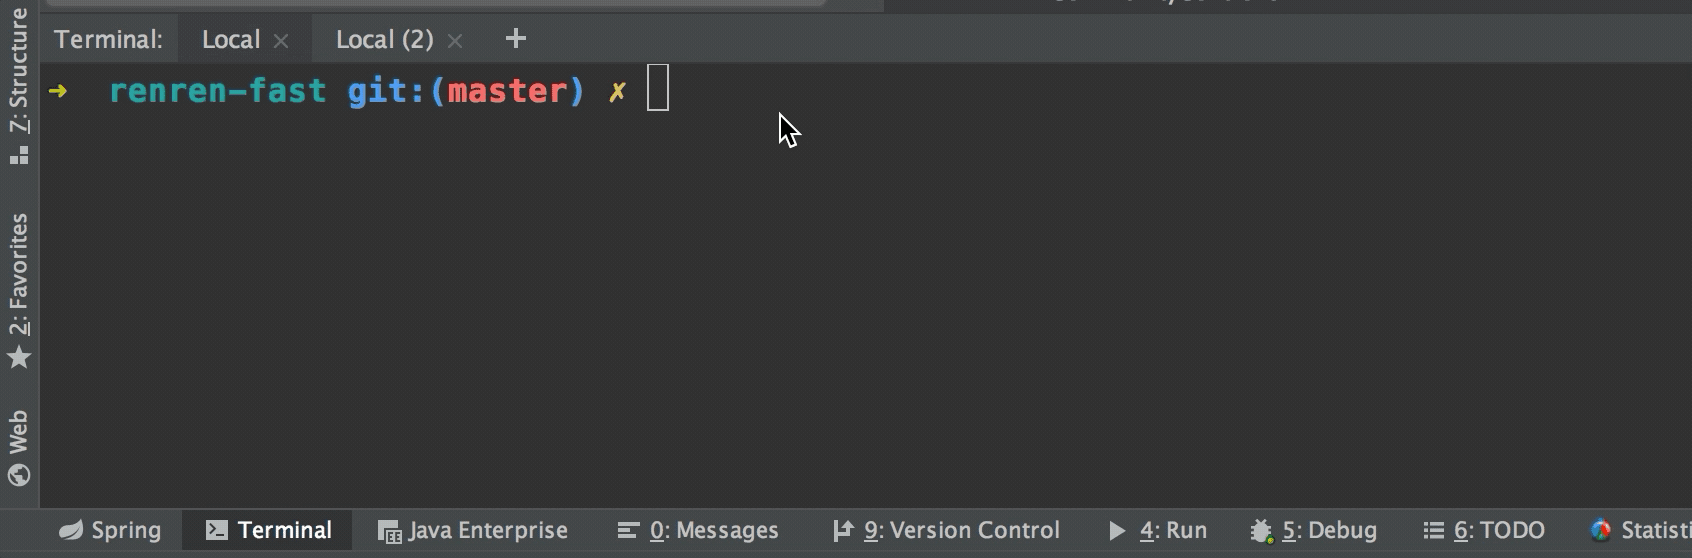 Terminal: Local × Local (2) × +
➜ renren-fast git:(master) ✗
7: Structure
2: Favorites
Web
Spring Terminal Java Enterprise 0: Messages 9: Version Control 4: Run 5: Debug 6: TODO Statisti